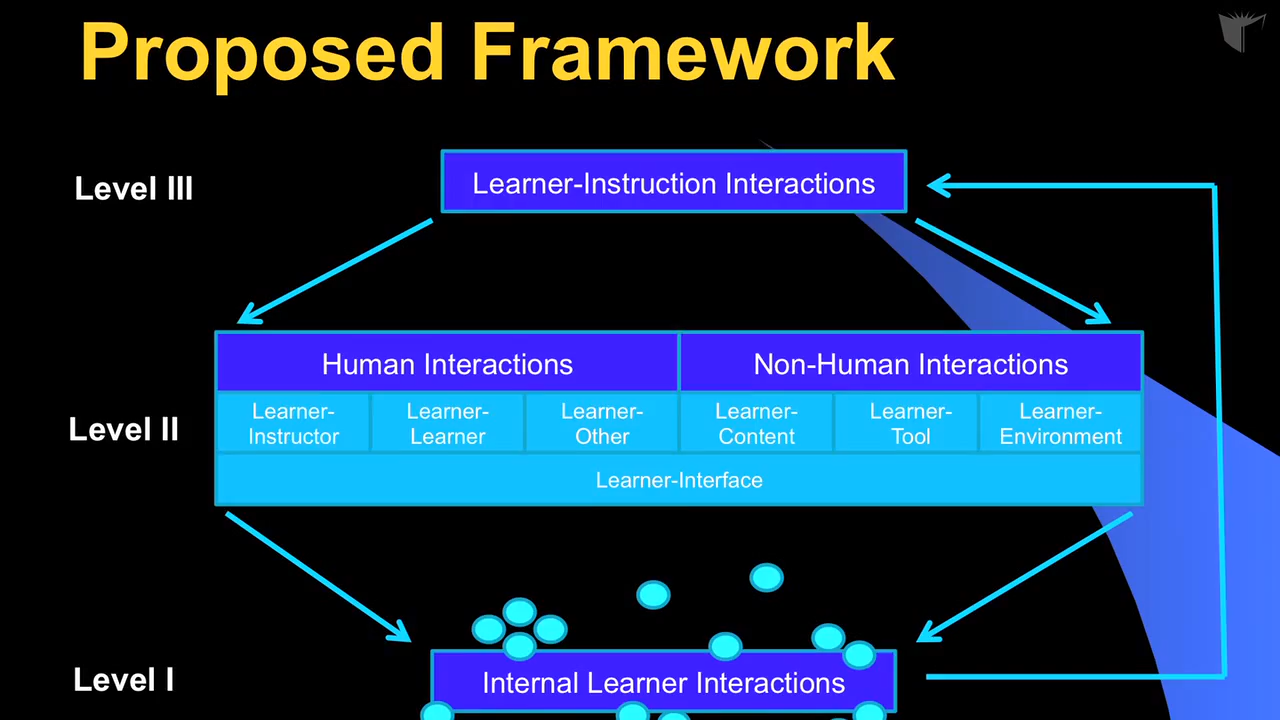 Proposed Framework
Level III
Learner-Instruction Interactions
Human Interactions
Non-Human Interactions
Level II
Learner-
Instructor
Learner-
Learner
Learner-
Other
Learner-
Content
Learner-
Tool
Learner-
Environment
Learner-Interface
Level I
Internal Learner Interactions